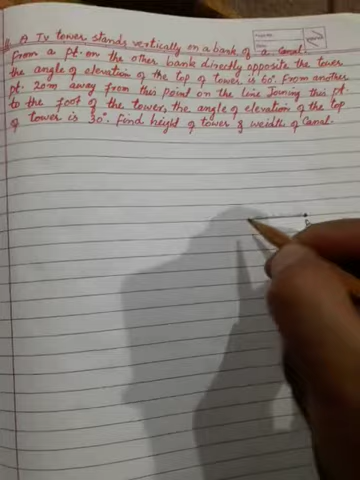 A Tv tower stands vertically on a bank of a Canal.
From a pt. on the other bank directly opposite the tower
the angle of elevation of the top of tower is 60°. From another
pt. 20m away from this point on the line Joining this pt.
to the foot of the tower, the angle of elevation of the top
of tower is 30°. Find height of tower & weidth of Canal.